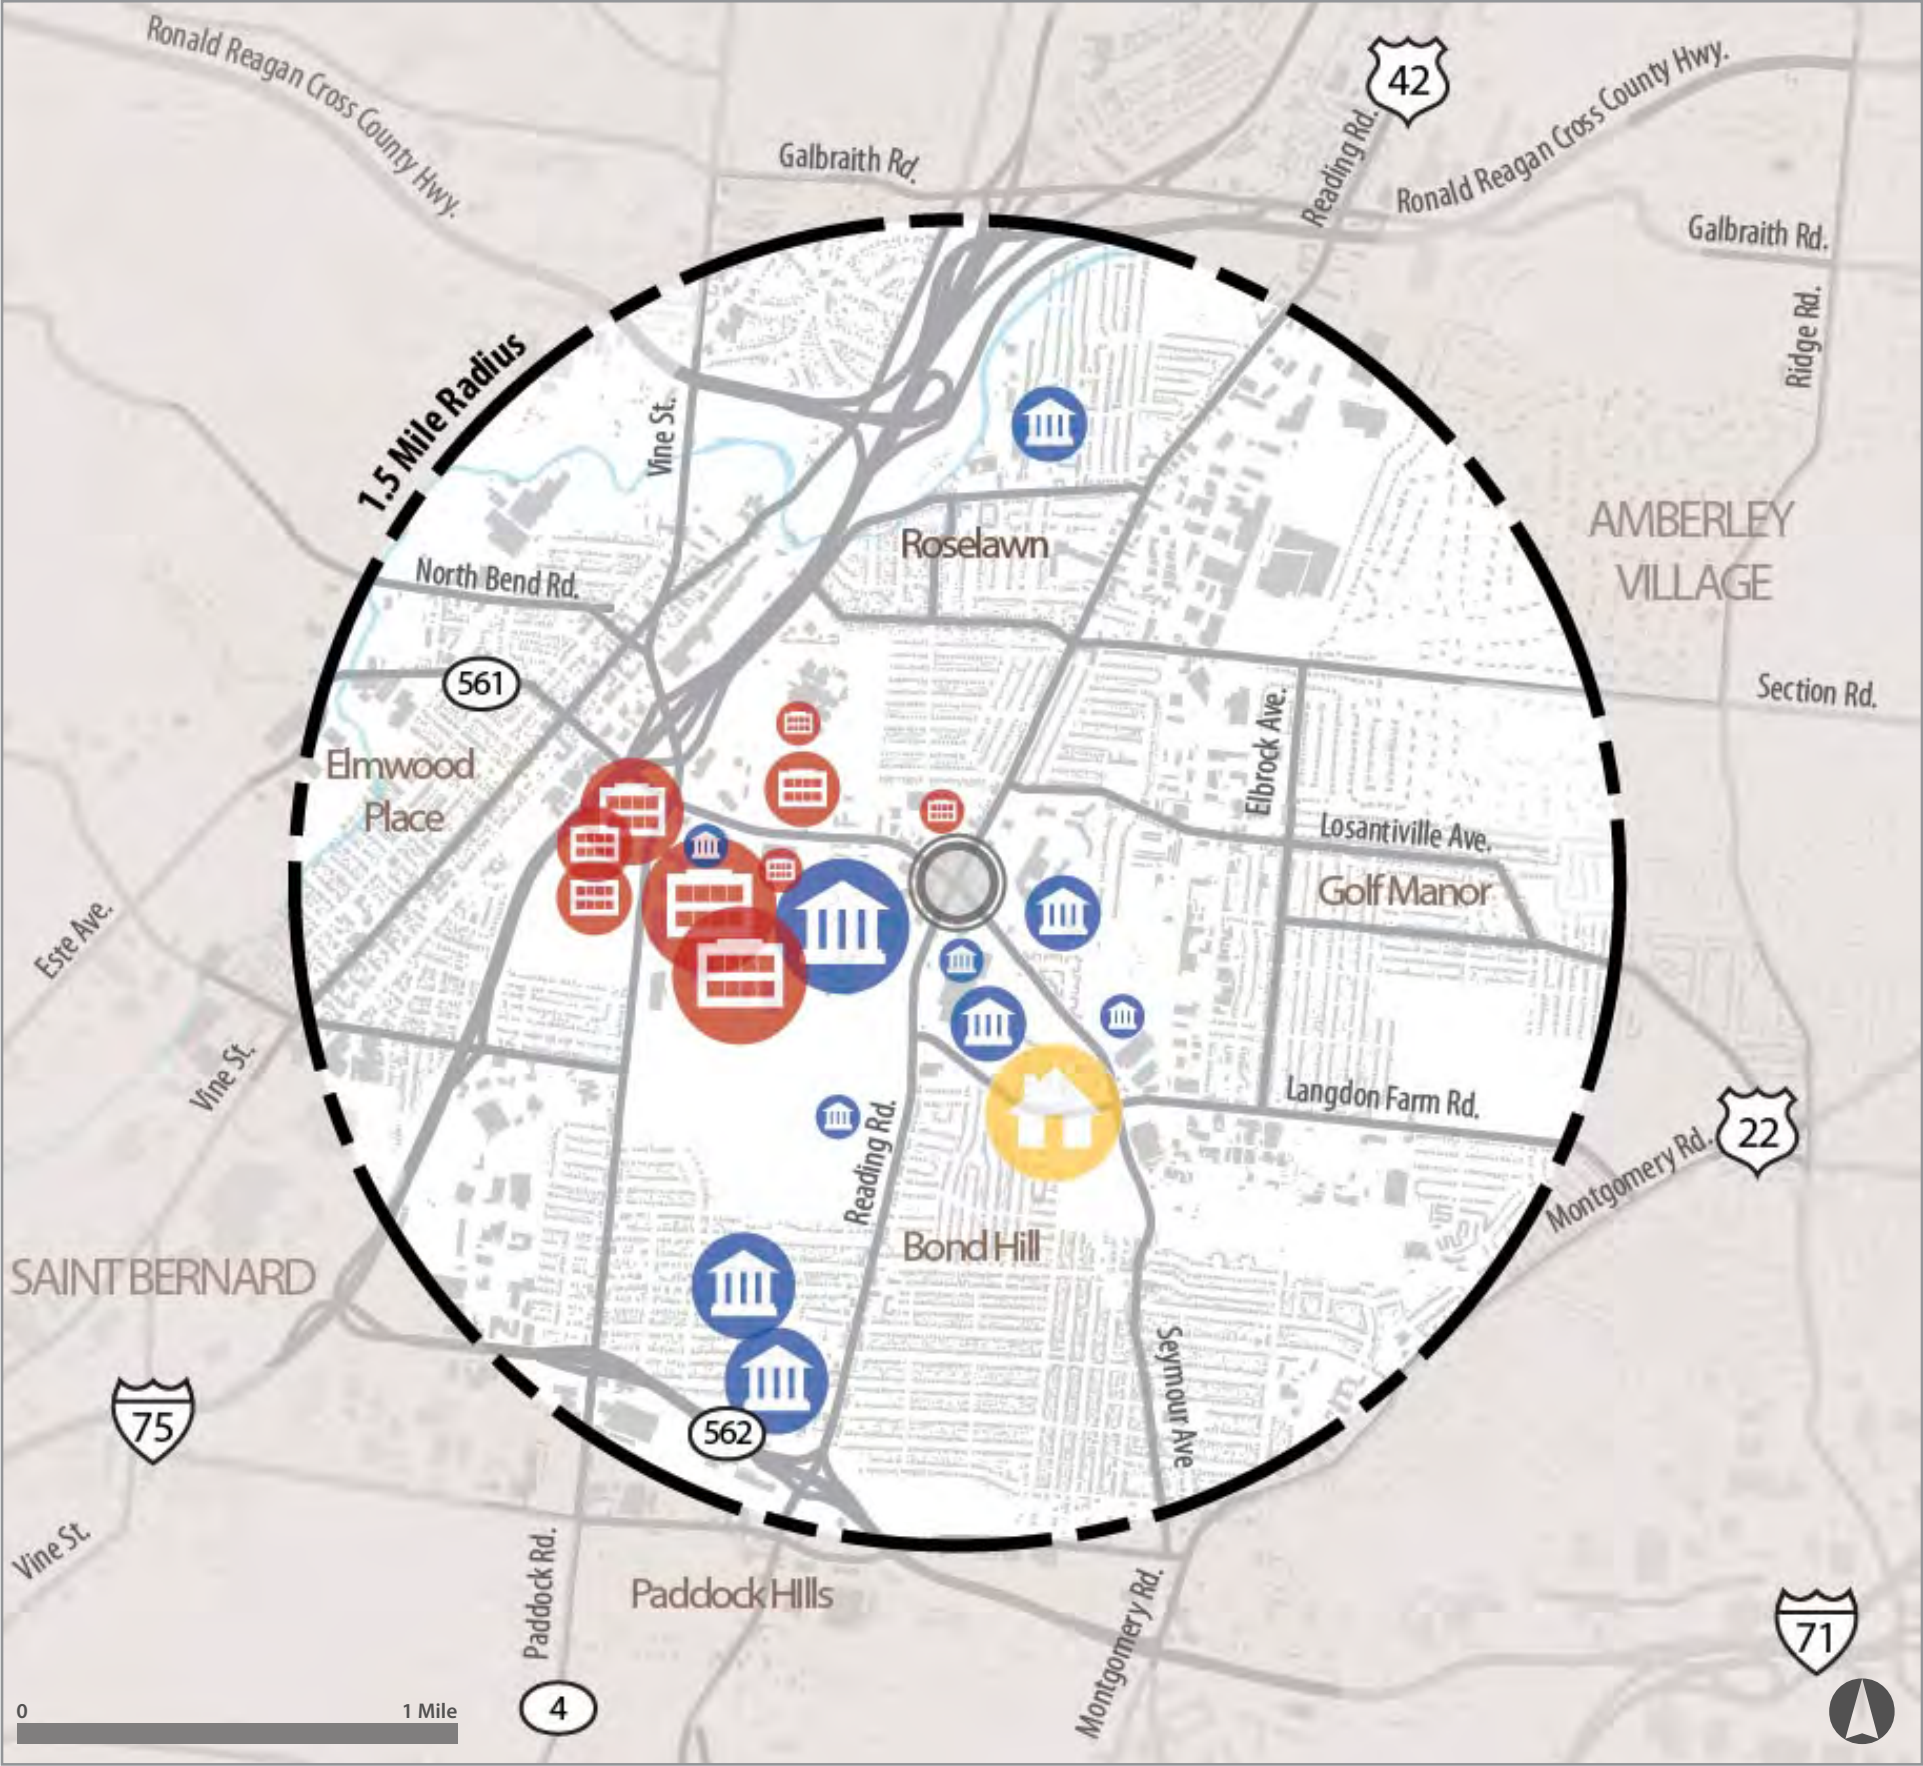 Ronald Reagan Cross County Hwy.
42
Ronald Reagan Cross County Hwy.
Galbraith Rd.
Reading Rd.
Galbraith Rd.
Ridge Rd.
1.5 Mile Radius
Vine St.
Roselawn
AMBERLEY
VILLAGE
North Bend Rd.
561
Section Rd.
Elbrock Ave.
Elmwood
Place
Losantiville Ave.
Golf Manor
Este Ave.
Vine St.
Langdon Farm Rd.
22
Montgomery Rd.
Reading Rd.
Bond Hill
SAINT BERNARD
Seymour Ave
75
562
Vine St.
Paddock Rd.
Paddock HIlls
Montgomery Rd.
71
4
0
1 Mile